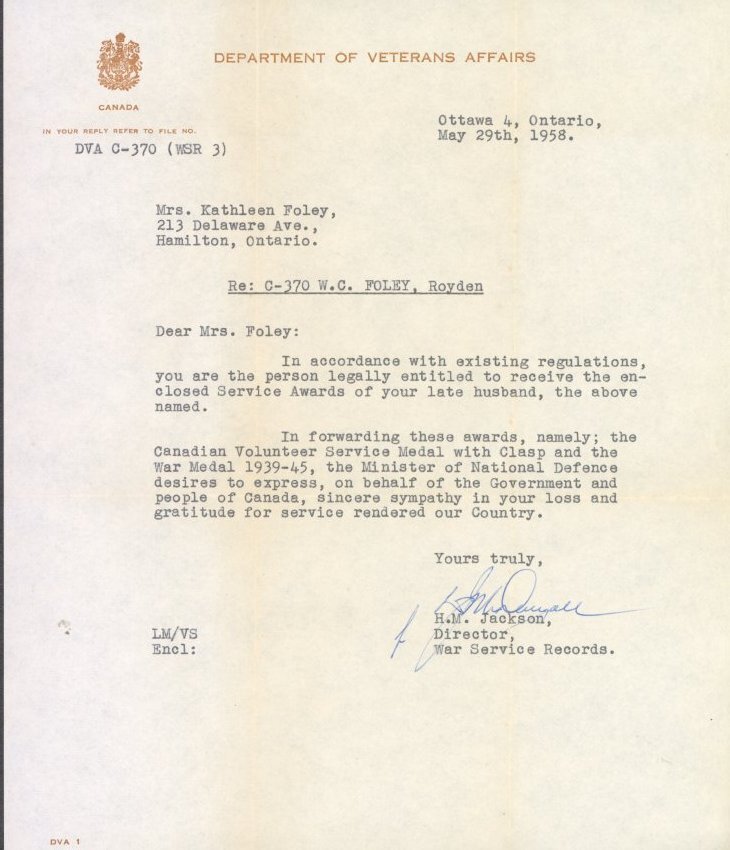 DEPARTMENT OF VETERANS AFFAIRS
CANADA
IN YOUR REPLY REFER TO FILE NO.
DVA C-370 (WSR 3)
Ottawa 4, Ontario,
May 29th, 1958.
Mrs. Kathleen Foley,
213 Delaware Ave.,
Hamilton, Ontario.
Re: C-370 W.C. FOLEY, Royden
Dear Mrs. Foley:
In accordance with existing regulations,
you are the person legally entitled to receive the en-
closed Service Awards of your late husband, the above
named.
In forwarding these awards, namely; the
Canadian Volunteer Service Medal with Clasp and the
War Medal 1939-45, the Minister of National Defence
desires to express, on behalf of the Government and
people of Canada, sincere sympathy in your loss and
gratitude for service rendered our Country.
Yours truly,
H.M. Jackson,
Director,
War Service Records.
LM/VS
Encl:
DVA 1